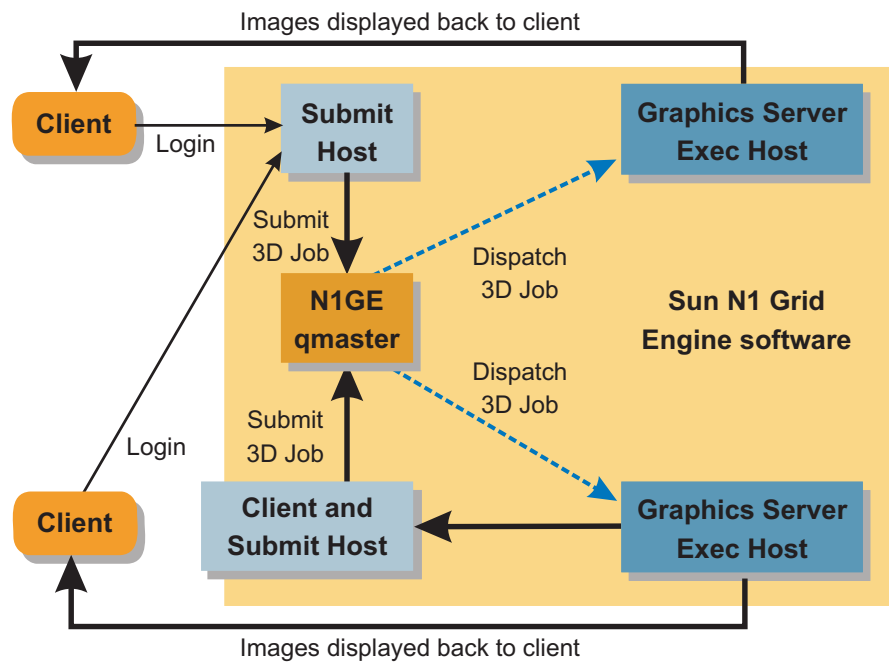 Images displayed back to client
Client
Login
Submit
Host
Graphics Server
Exec Host
Submit
3D Job
Dispatch
3D Job
N1GE
qmaster
Sun N1 Grid
Engine software
Dispatch
3D Job
Submit
3D Job
Login
Client
Client and
Submit Host
Graphics Server
Exec Host
Images displayed back to client